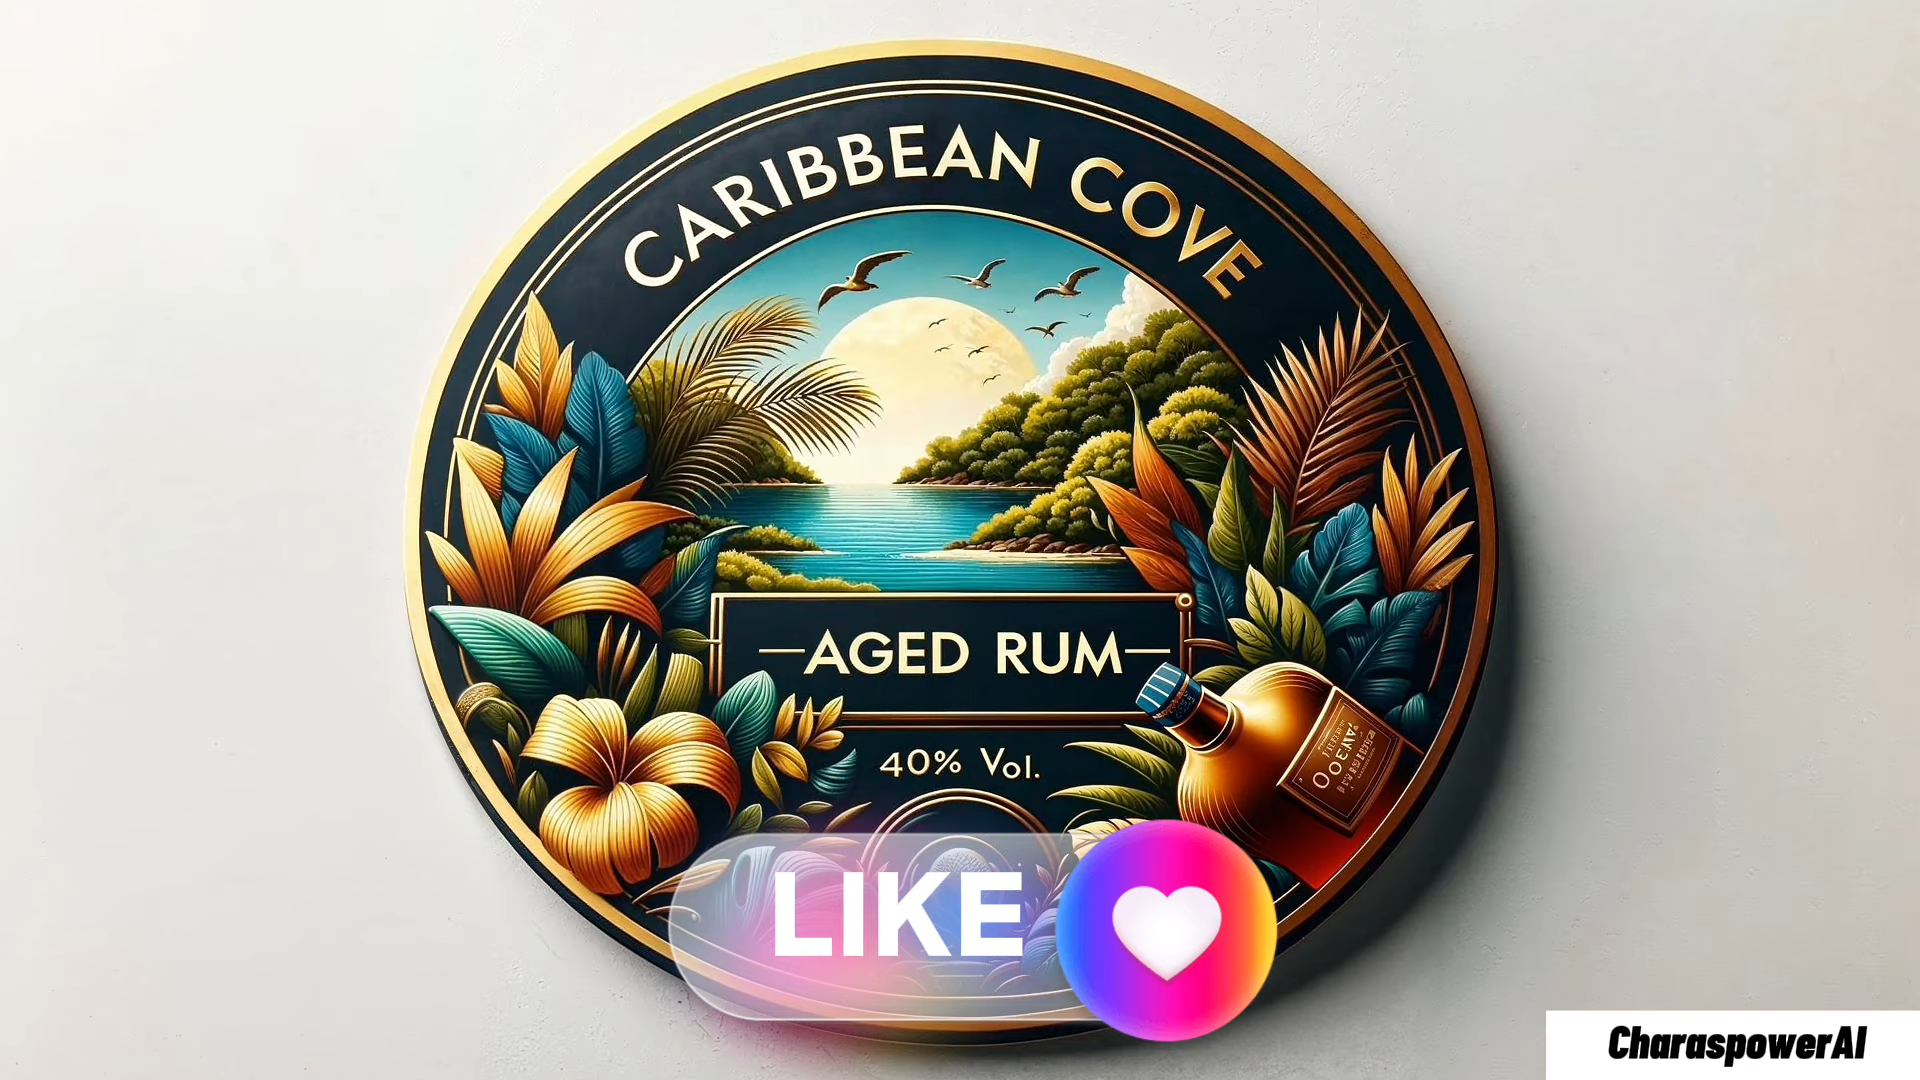 CARIBBEAN COVE
AGED RUM
40% Vol.
LIKE
CharaspowerAI